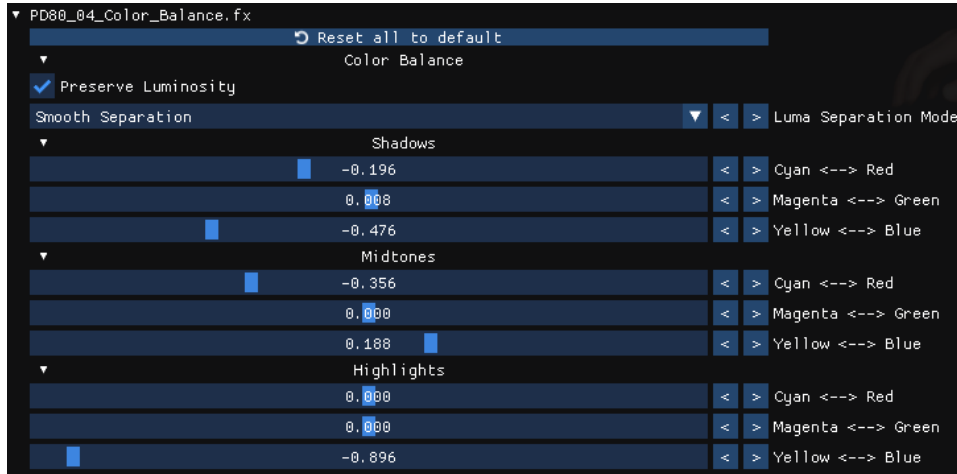 PD80_04_Color_Balance.fx
Reset all to default
Color Balance
Preserve Luminosity
Smooth Separation < > Luma Separation Mode
Shadows
-0.196 < > Cyan <--> Red
0.008 < > Magenta <--> Green
-0.476 < > Yellow <--> Blue
Midtones
-0.356 < > Cyan <--> Red
0.000 < > Magenta <--> Green
0.188 < > Yellow <--> Blue
Highlights
0.000 < > Cyan <--> Red
0.000 < > Magenta <--> Green
-0.896 < > Yellow <--> Blue